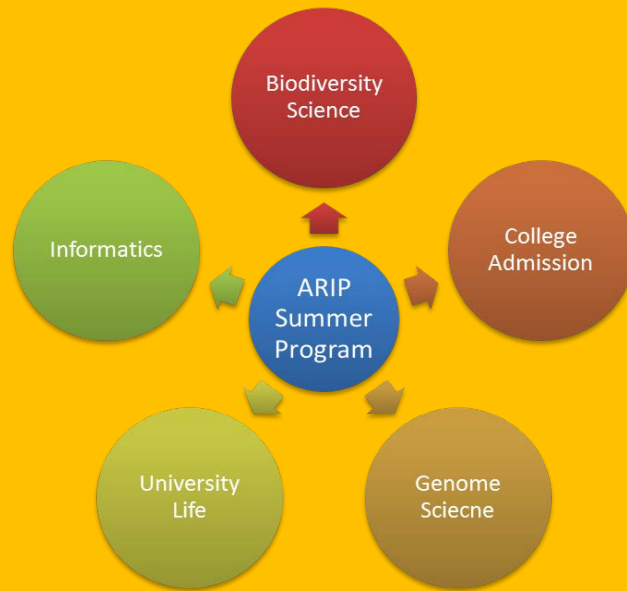 Biodiversity
Science
Informatics
College
Admission
ARIP
Summer
Program
University
Life
Genome
Sciecne